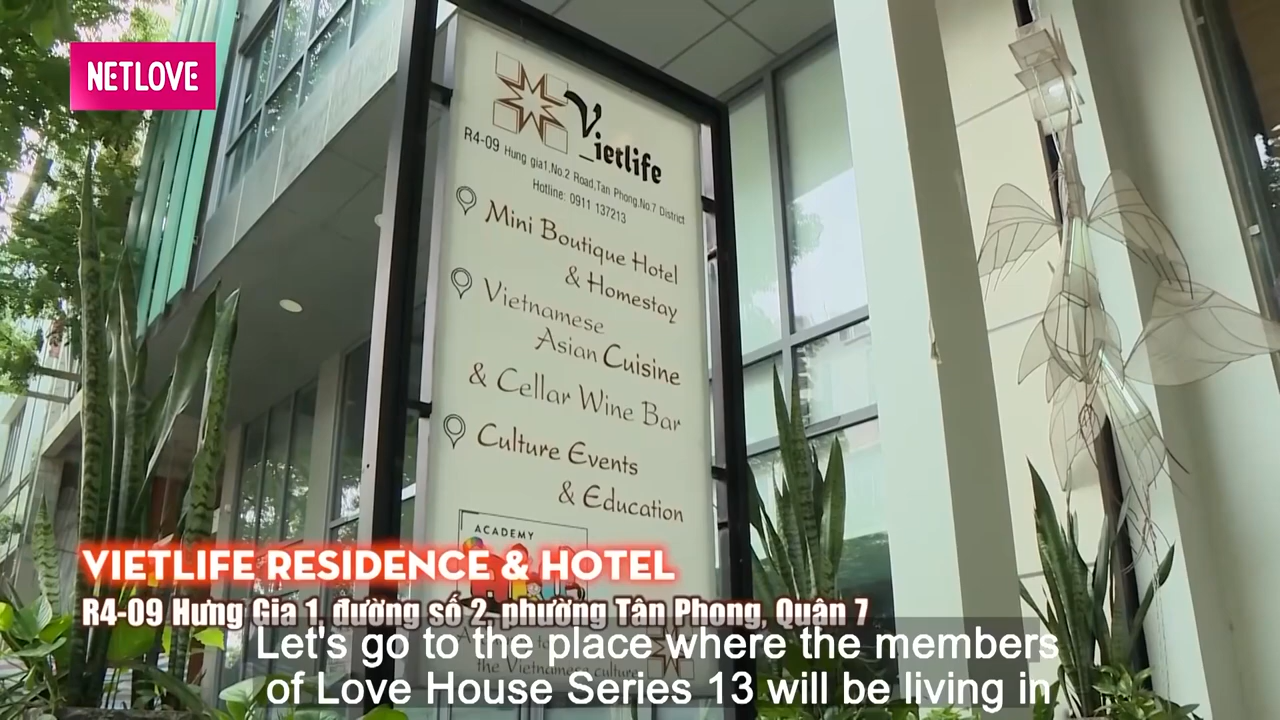 NETLOVE
Vietlife
R4-09 Hung gia1,No.2 Road,Tan Phong,No.7 District
Hotline: 0911 137213
Mini Boutique Hotel
& Homestay
Vietnamese
Asian Cuisine
& Cellar Wine Bar
Culture Events
& Education
ACADEMY
VIETLIFE RESIDENCE & HOTEL
R4-09 Hưng Gia 1, đường số 2, phường Tân Phong, Quận 7
the Vietnamese culture
Let's go to the place where the members
of Love House Series 13 will be living in